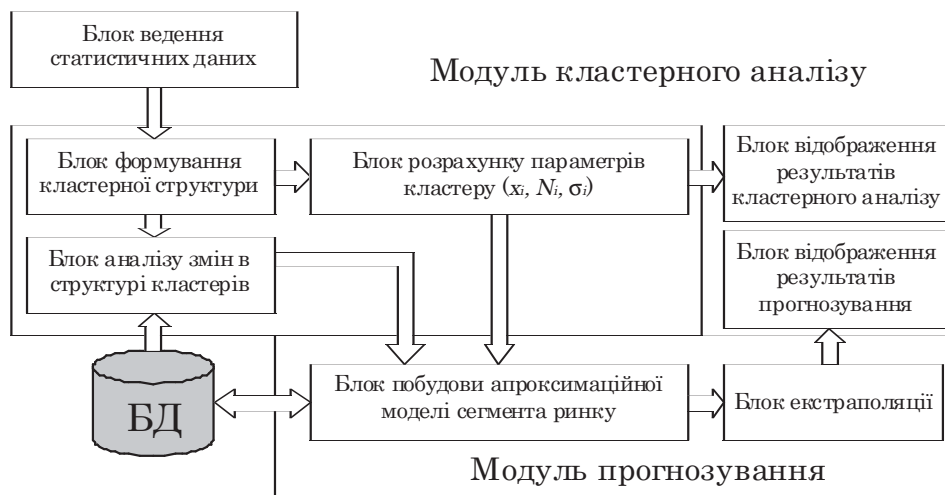 Блок ведення
статистичних даних
Модуль кластерного аналізу
Блок формування
кластерної структури
Блок розрахунку параметрів
кластеру (xi, Ni, σi)
Блок відображення
результатів
кластерного аналізу
Блок аналізу змін в
структурі кластерів
Блок відображення
результатів
прогнозування
БД
Блок побудови апроксимаційної
моделі сегмента ринку
Блок екстраполяції
Модуль прогнозування